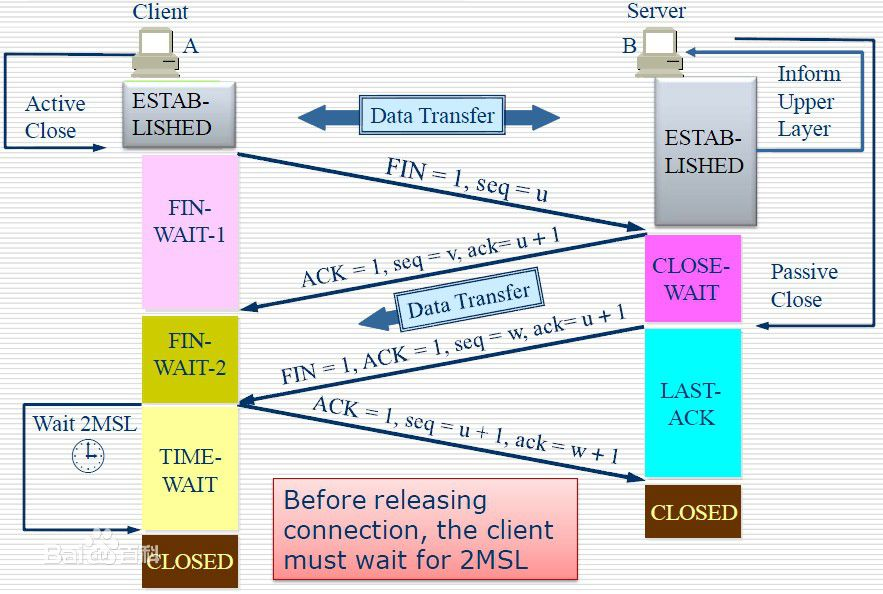 Client
Server
A
B
Active
Close
ESTAB-
LISHED
Data Transfer
ESTAB-
LISHED
Inform
Upper
Layer
FIN = 1, seq = u
FIN-
WAIT-1
ACK = 1, seq = v, ack= u + 1
CLOSE-
WAIT
Passive
Close
Data Transfer
FIN-
WAIT-2
FIN = 1, ACK = 1, seq = w, ack= u + 1
LAST-
ACK
ACK = 1, seq = u + 1, ack = w + 1
Wait 2MSL
TIME-
WAIT
Before releasing
connection, the client
must wait for 2MSL
CLOSED
CLOSED
Bai 百科